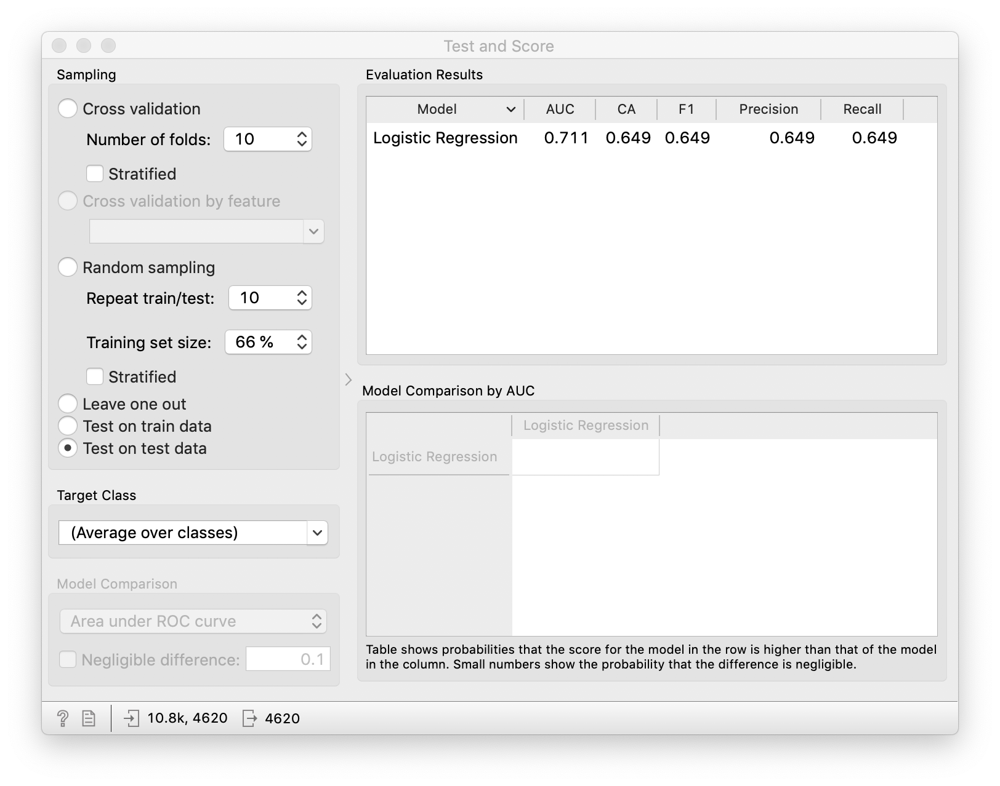 Test and Score
Sampling
Cross validation
Number of folds: 10
Stratified
Cross validation by feature
Random sampling
Repeat train/test: 10
Training set size: 66 %
Stratified
Leave one out
Test on train data
Test on test data
Target Class
(Average over classes)
Model Comparison
Area under ROC curve
Negligible difference: 0.1
Evaluation Results
Model AUC CA F1 Precision Recall
Logistic Regression 0.711 0.649 0.649 0.649 0.649
Model Comparison by AUC
Logistic Regression
Logistic Regression
Table shows probabilities that the score for the model in the row is higher than that of the model
in the column. Small numbers show the probability that the difference is negligible.
? 10.8k, 4620 4620